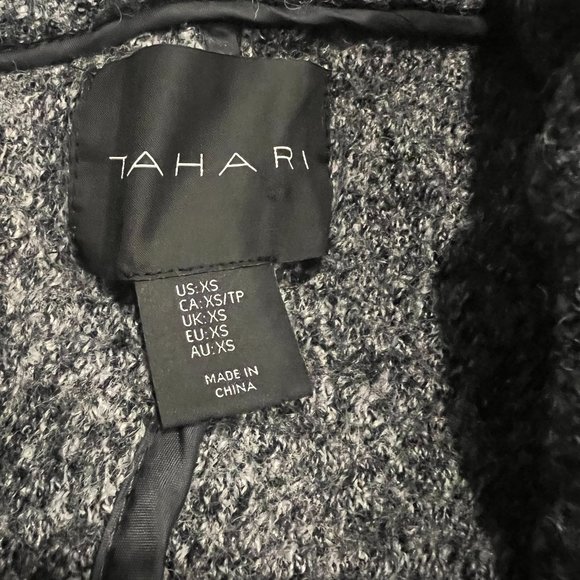 TAHARI
US:XS
CA:XS/TP
UK:XS
EU:XS
AU:XS
MADE IN
CHINA